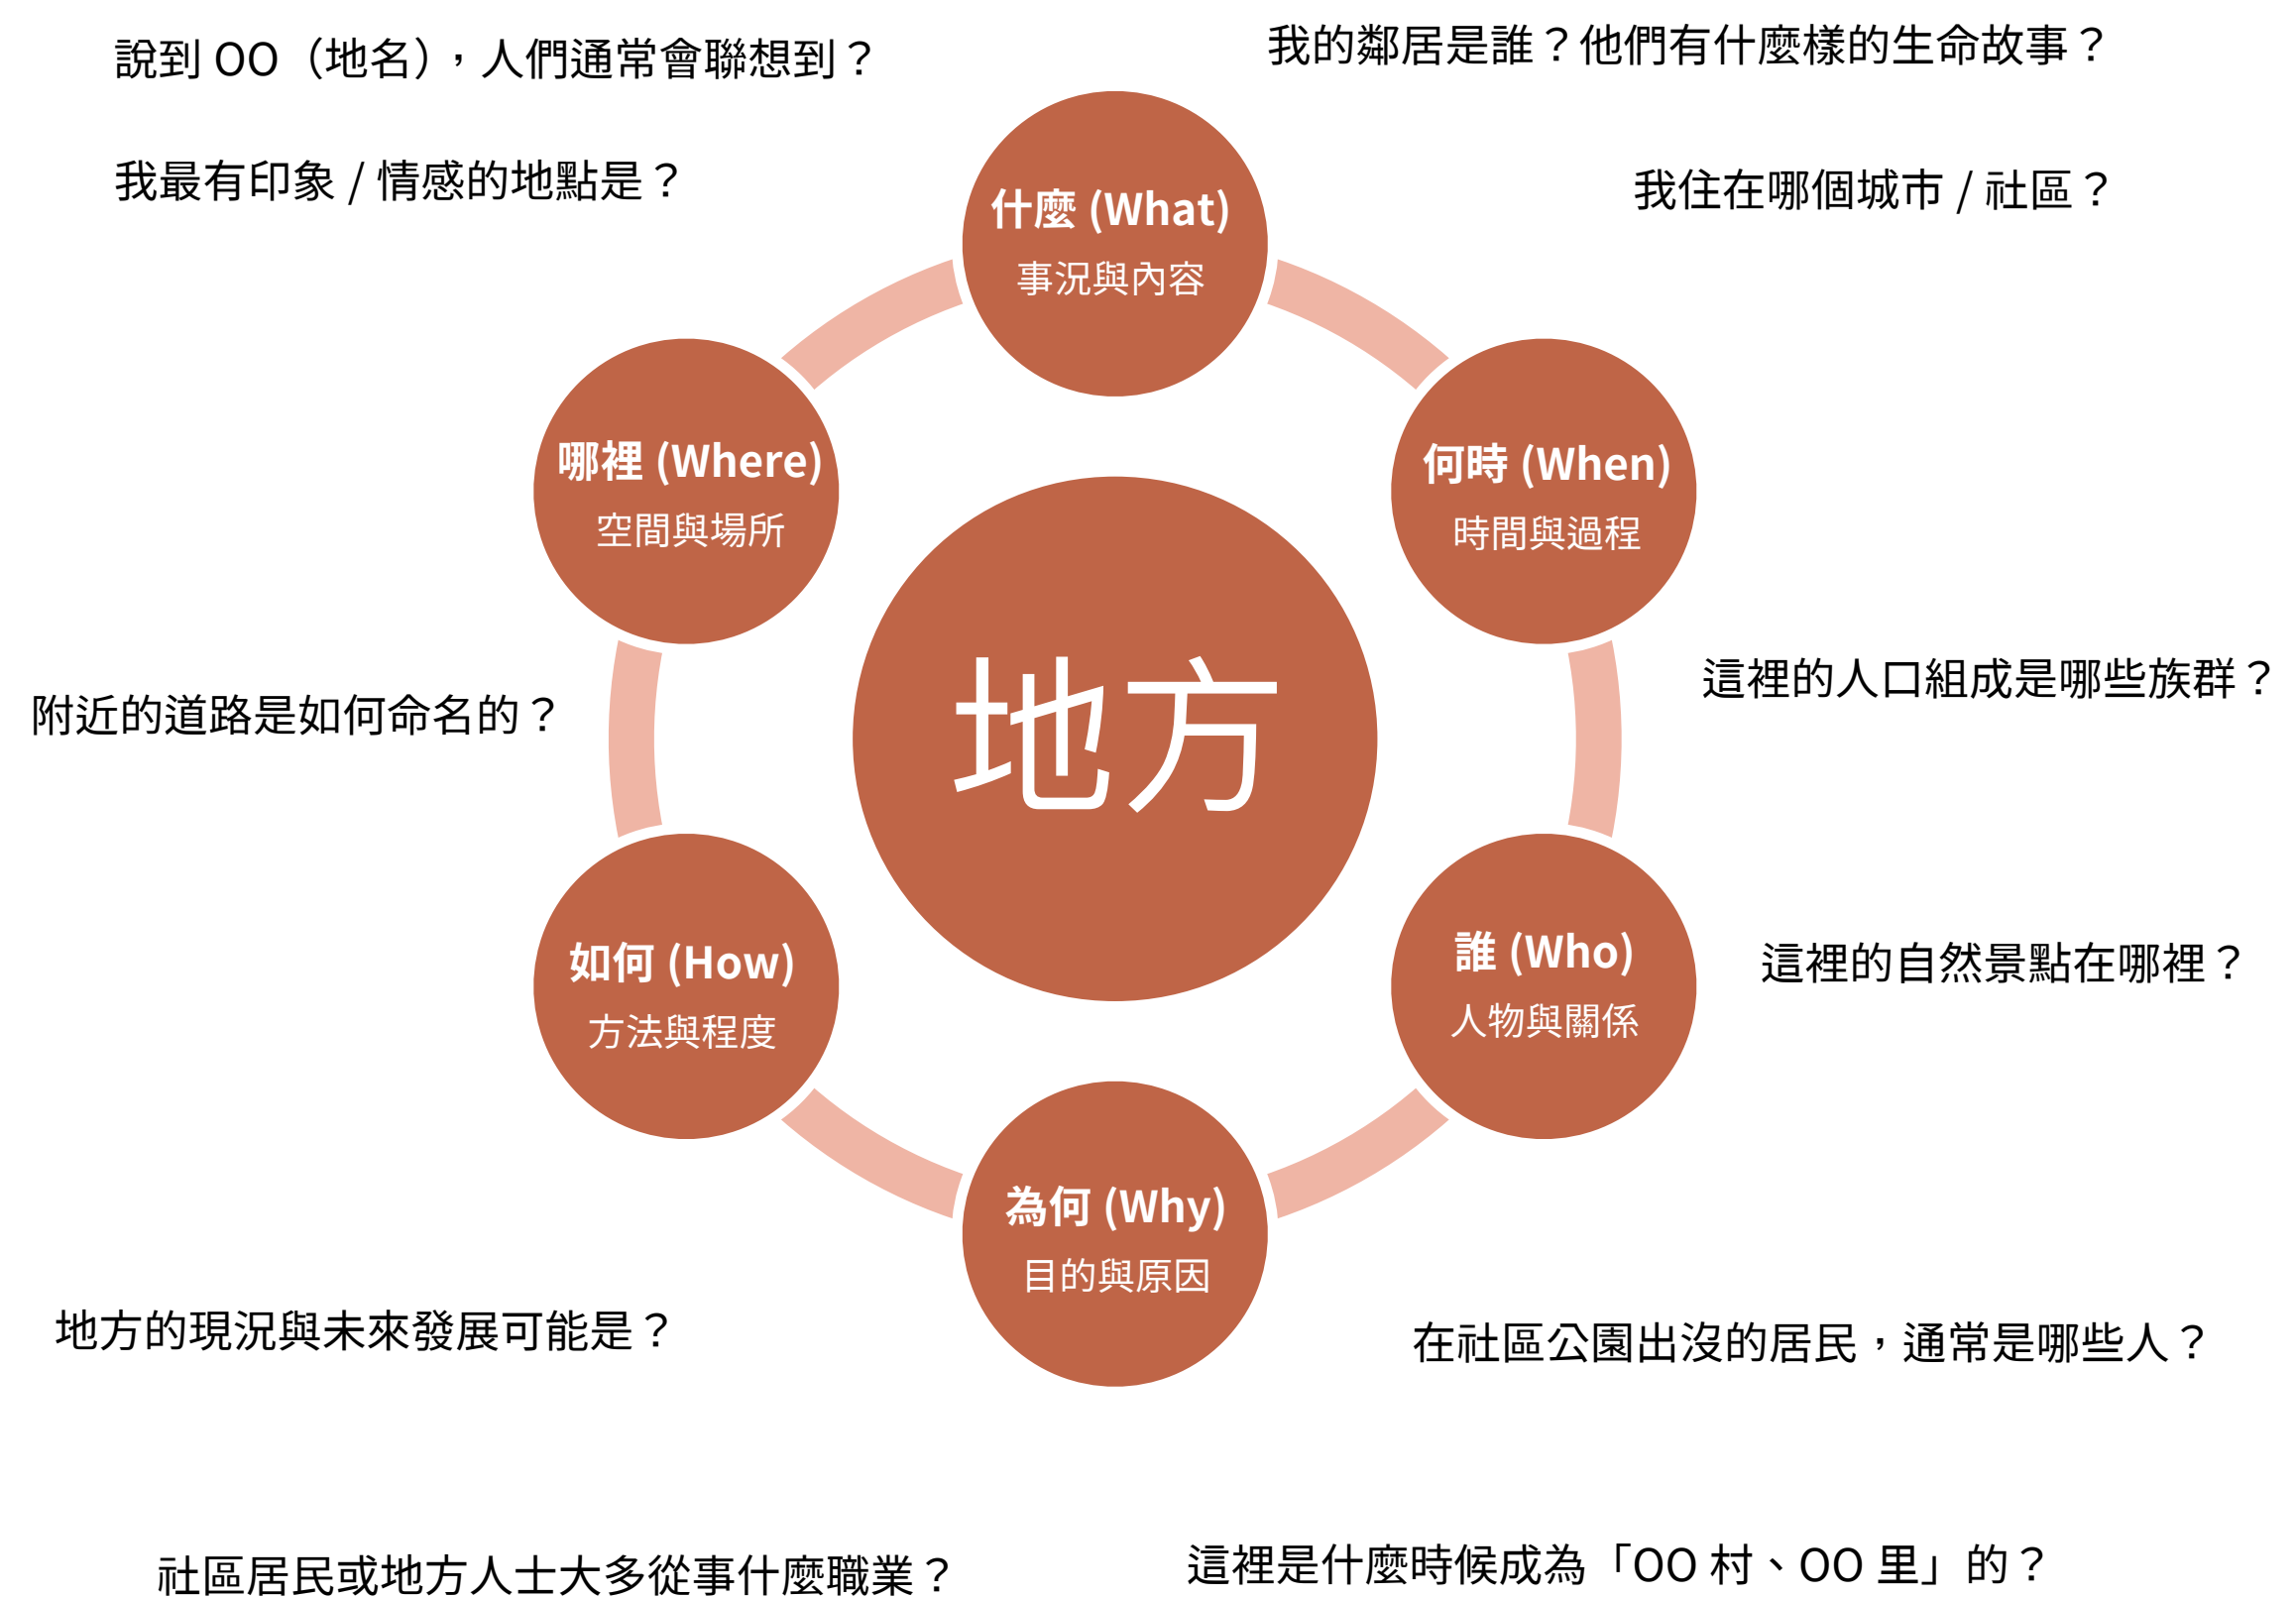 說到 OO（地名），人們通常會聯想到？
我的鄰居是誰？他們有什麼樣的生命故事？
我最有印象 / 情感的地點是？
我住在哪個城市 / 社區？
什麼 (What)
事況與內容
哪裡 (Where)
空間與場所
何時 (When)
時間與過程
地方
附近的道路是如何命名的？
這裡的人口組成是哪些族群？
如何 (How)
方法與程度
誰 (Who)
人物與關係
這裡的自然景點在哪裡？
為何 (Why)
目的與原因
地方的現況與未來發展可能是？
在社區公園出沒的居民，通常是哪些人？
社區居民或地方人士大多從事什麼職業？
這裡是什麼時候成為「OO 村、OO 里」的？